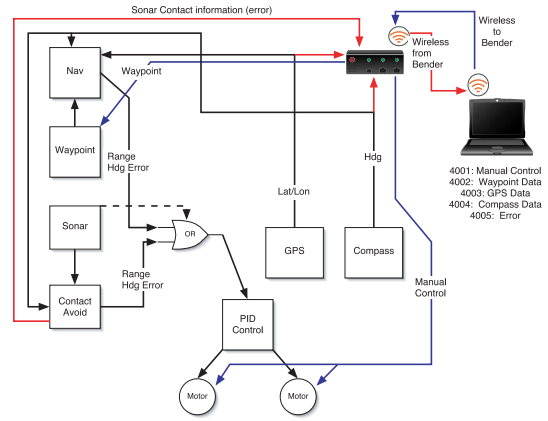 Sonar Contact information (error)
Wireless
to
Bender
Wireless
from
Bender
Nav
Waypoint
Waypoint
Range
Hdg Error
Hdg
4001: Manual Control
4002: Waypoint Data
4003: GPS Data
4004: Compass Data
4005: Error
Lat/Lon
Sonar
OR
GPS
Compass
Range
Hdg Error
Contact
Avoid
Manual
Control
PID
Control
Motor
Motor